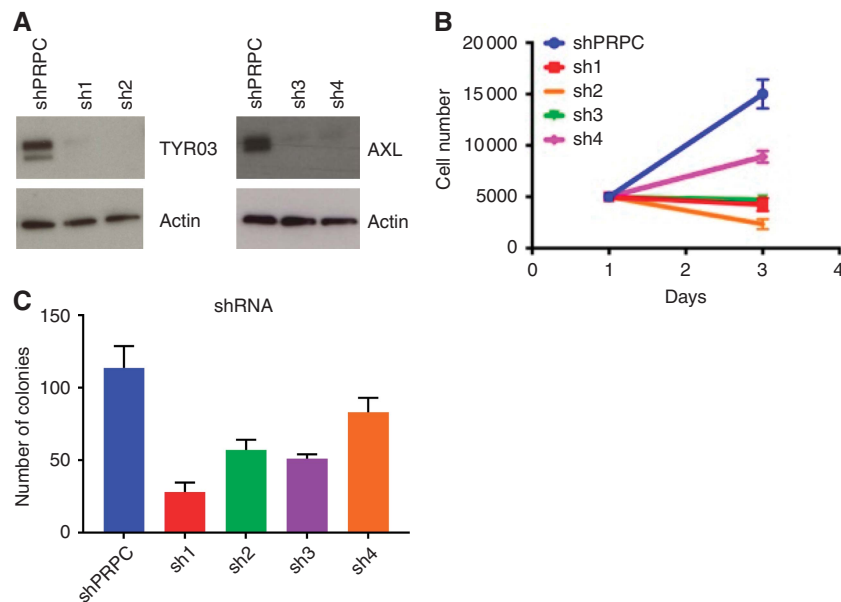 A
shPRPC
sh1
sh2
TYR03
Actin
shPRPC
sh3
sh4
AXL
Actin
B
20 000
15 000
10 000
5000
0
Cell number
0
1
2
3
4
Days
shPRPC
sh1
sh2
sh3
sh4
C
shRNA
150
100
50
0
Number of colonies
shPRPC
sh1
sh2
sh3
sh4